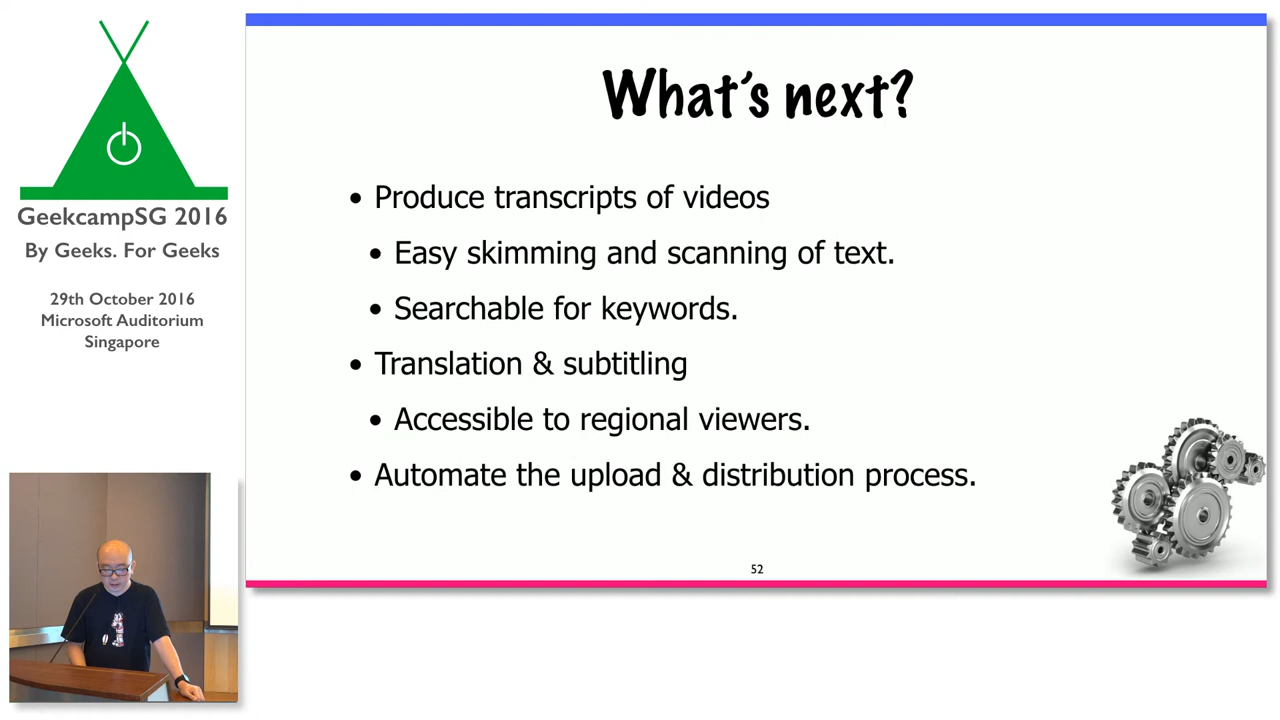 GeekcampSG 2016
By Geeks. For Geeks
29th October 2016
Microsoft Auditorium
Singapore
What's next?
• Produce transcripts of videos
• Easy skimming and scanning of text.
• Searchable for keywords.
• Translation & subtitling
• Accessible to regional viewers.
• Automate the upload & distribution process.
52